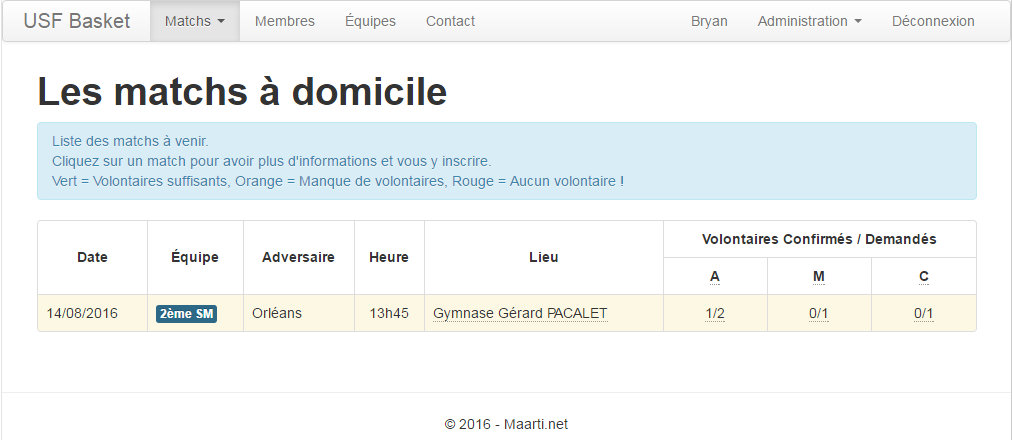 USF Basket Matchs Membres Équipes Contact Bryan Administration Déconnexion
Les matchs à domicile
Liste des matchs à venir.
Cliquez sur un match pour avoir plus d'informations et vous y inscrire.
Vert = Volontaires suffisants, Orange = Manque de volontaires, Rouge = Aucun volontaire !
Date Équipe Adversaire Heure Lieu Volontaires Confirmés / Demandés
A M C
14/08/2016 2ème SM Orléans 13h45 Gymnase Gérard PACALET 1/2 0/1 0/1
© 2016 - Maarti.net